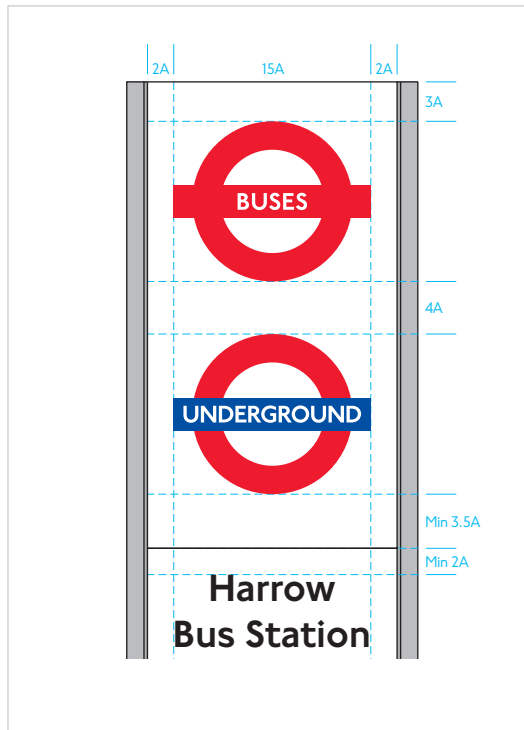 2A 15A 2A
3A
BUSES
4A
UNDERGROUND
Min 3.5A
Min 2A
Harrow
Bus Station